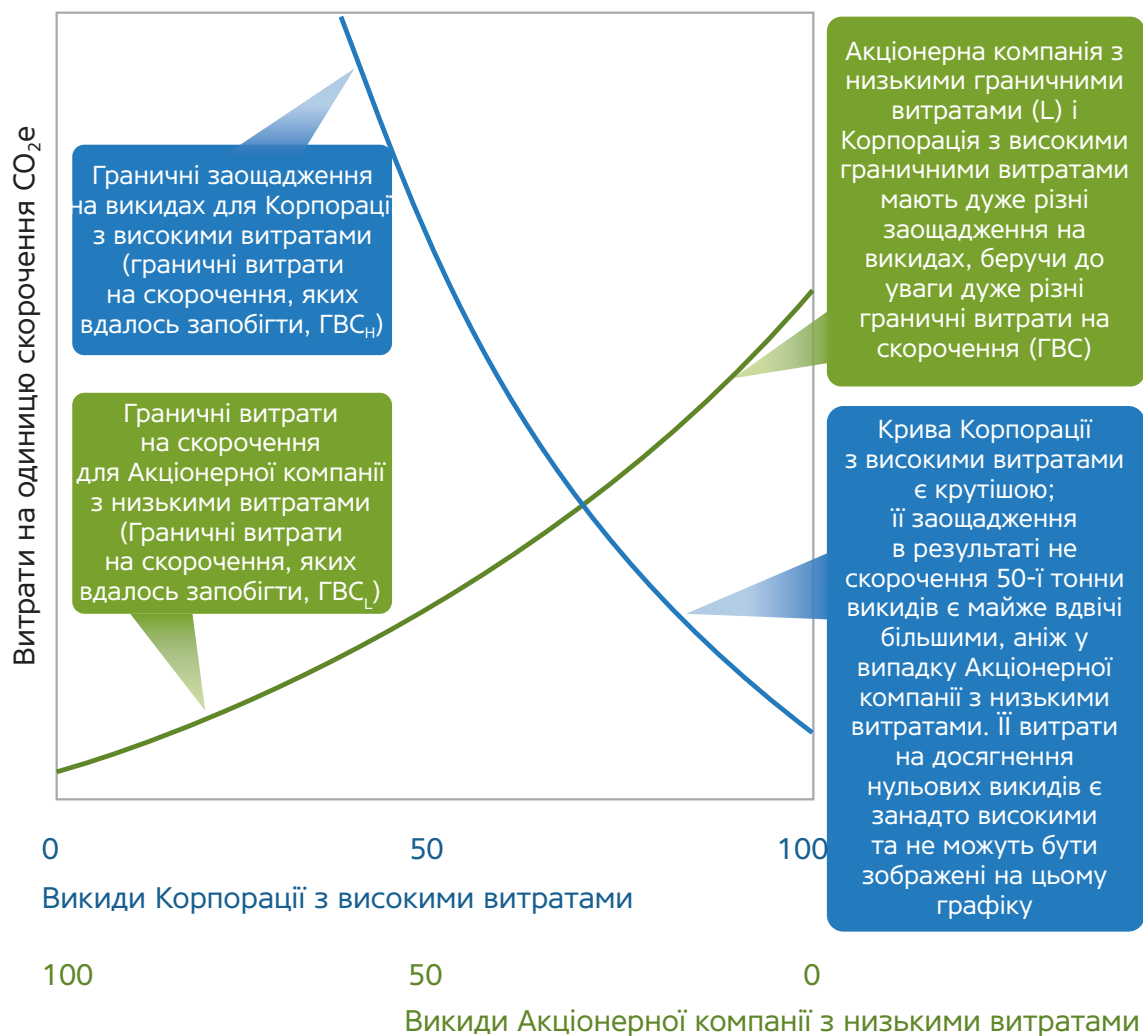 Витрати на одиницю скорочення CO₂e
Граничні заощадження
на викидах для Корпораці
з високими витратами
(граничні витрати
на скорочення, яких
вдалось запобігти, ГВСH)
Граничні витрати
на скорочення
для Акціонерної компанії
з низькими витратами
(Граничні витрати
на скорочення, яких
вдалось запобігти, ГВСL)
Акціонерна компанія з
низькими граничними
витратами (L) і
Корпорація з високими
граничними витратами
мають дуже різні
заощадження на
викидах, беручи до
уваги дуже різні
граничні витрати на
скорочення (ГВС)
Крива Корпорації
з високими витратами
є крутішою;
її заощадження
в результаті не
скорочення 50-ї тонни
викидів є майже вдвічі
більшими, аніж у
випадку Акціонерної
компанії з низькими
витратами. ЇЇ витрати
на досягнення
нульових викидів є
занадто високими
та не можуть бути
зображені на цьому
графіку
0 50 100
Викиди Корпорації з високими витратами
100 50 0
Викиди Акціонерної компанії з низькими витратами